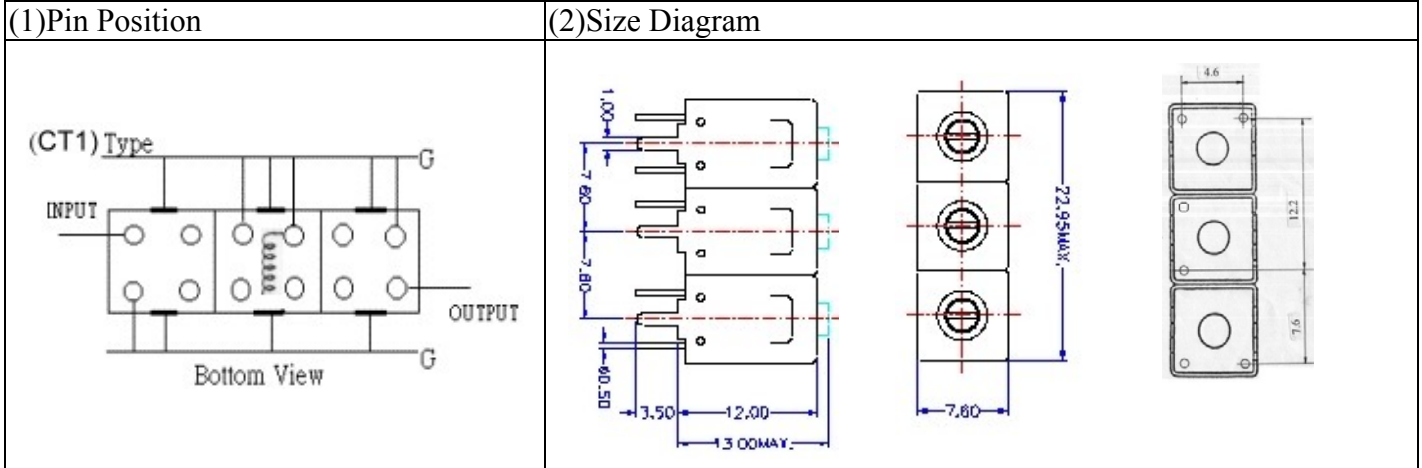 (1)Pin Position
(2)Size Diagram
(CT1) Type
G
INPUT
OUTPUT
G
Bottom View
1.00
7.60
7.60
Ø0.50
3.50
12.00
13.00MAX.
22.95MAX.
7.60
4.6
12.2
7.6